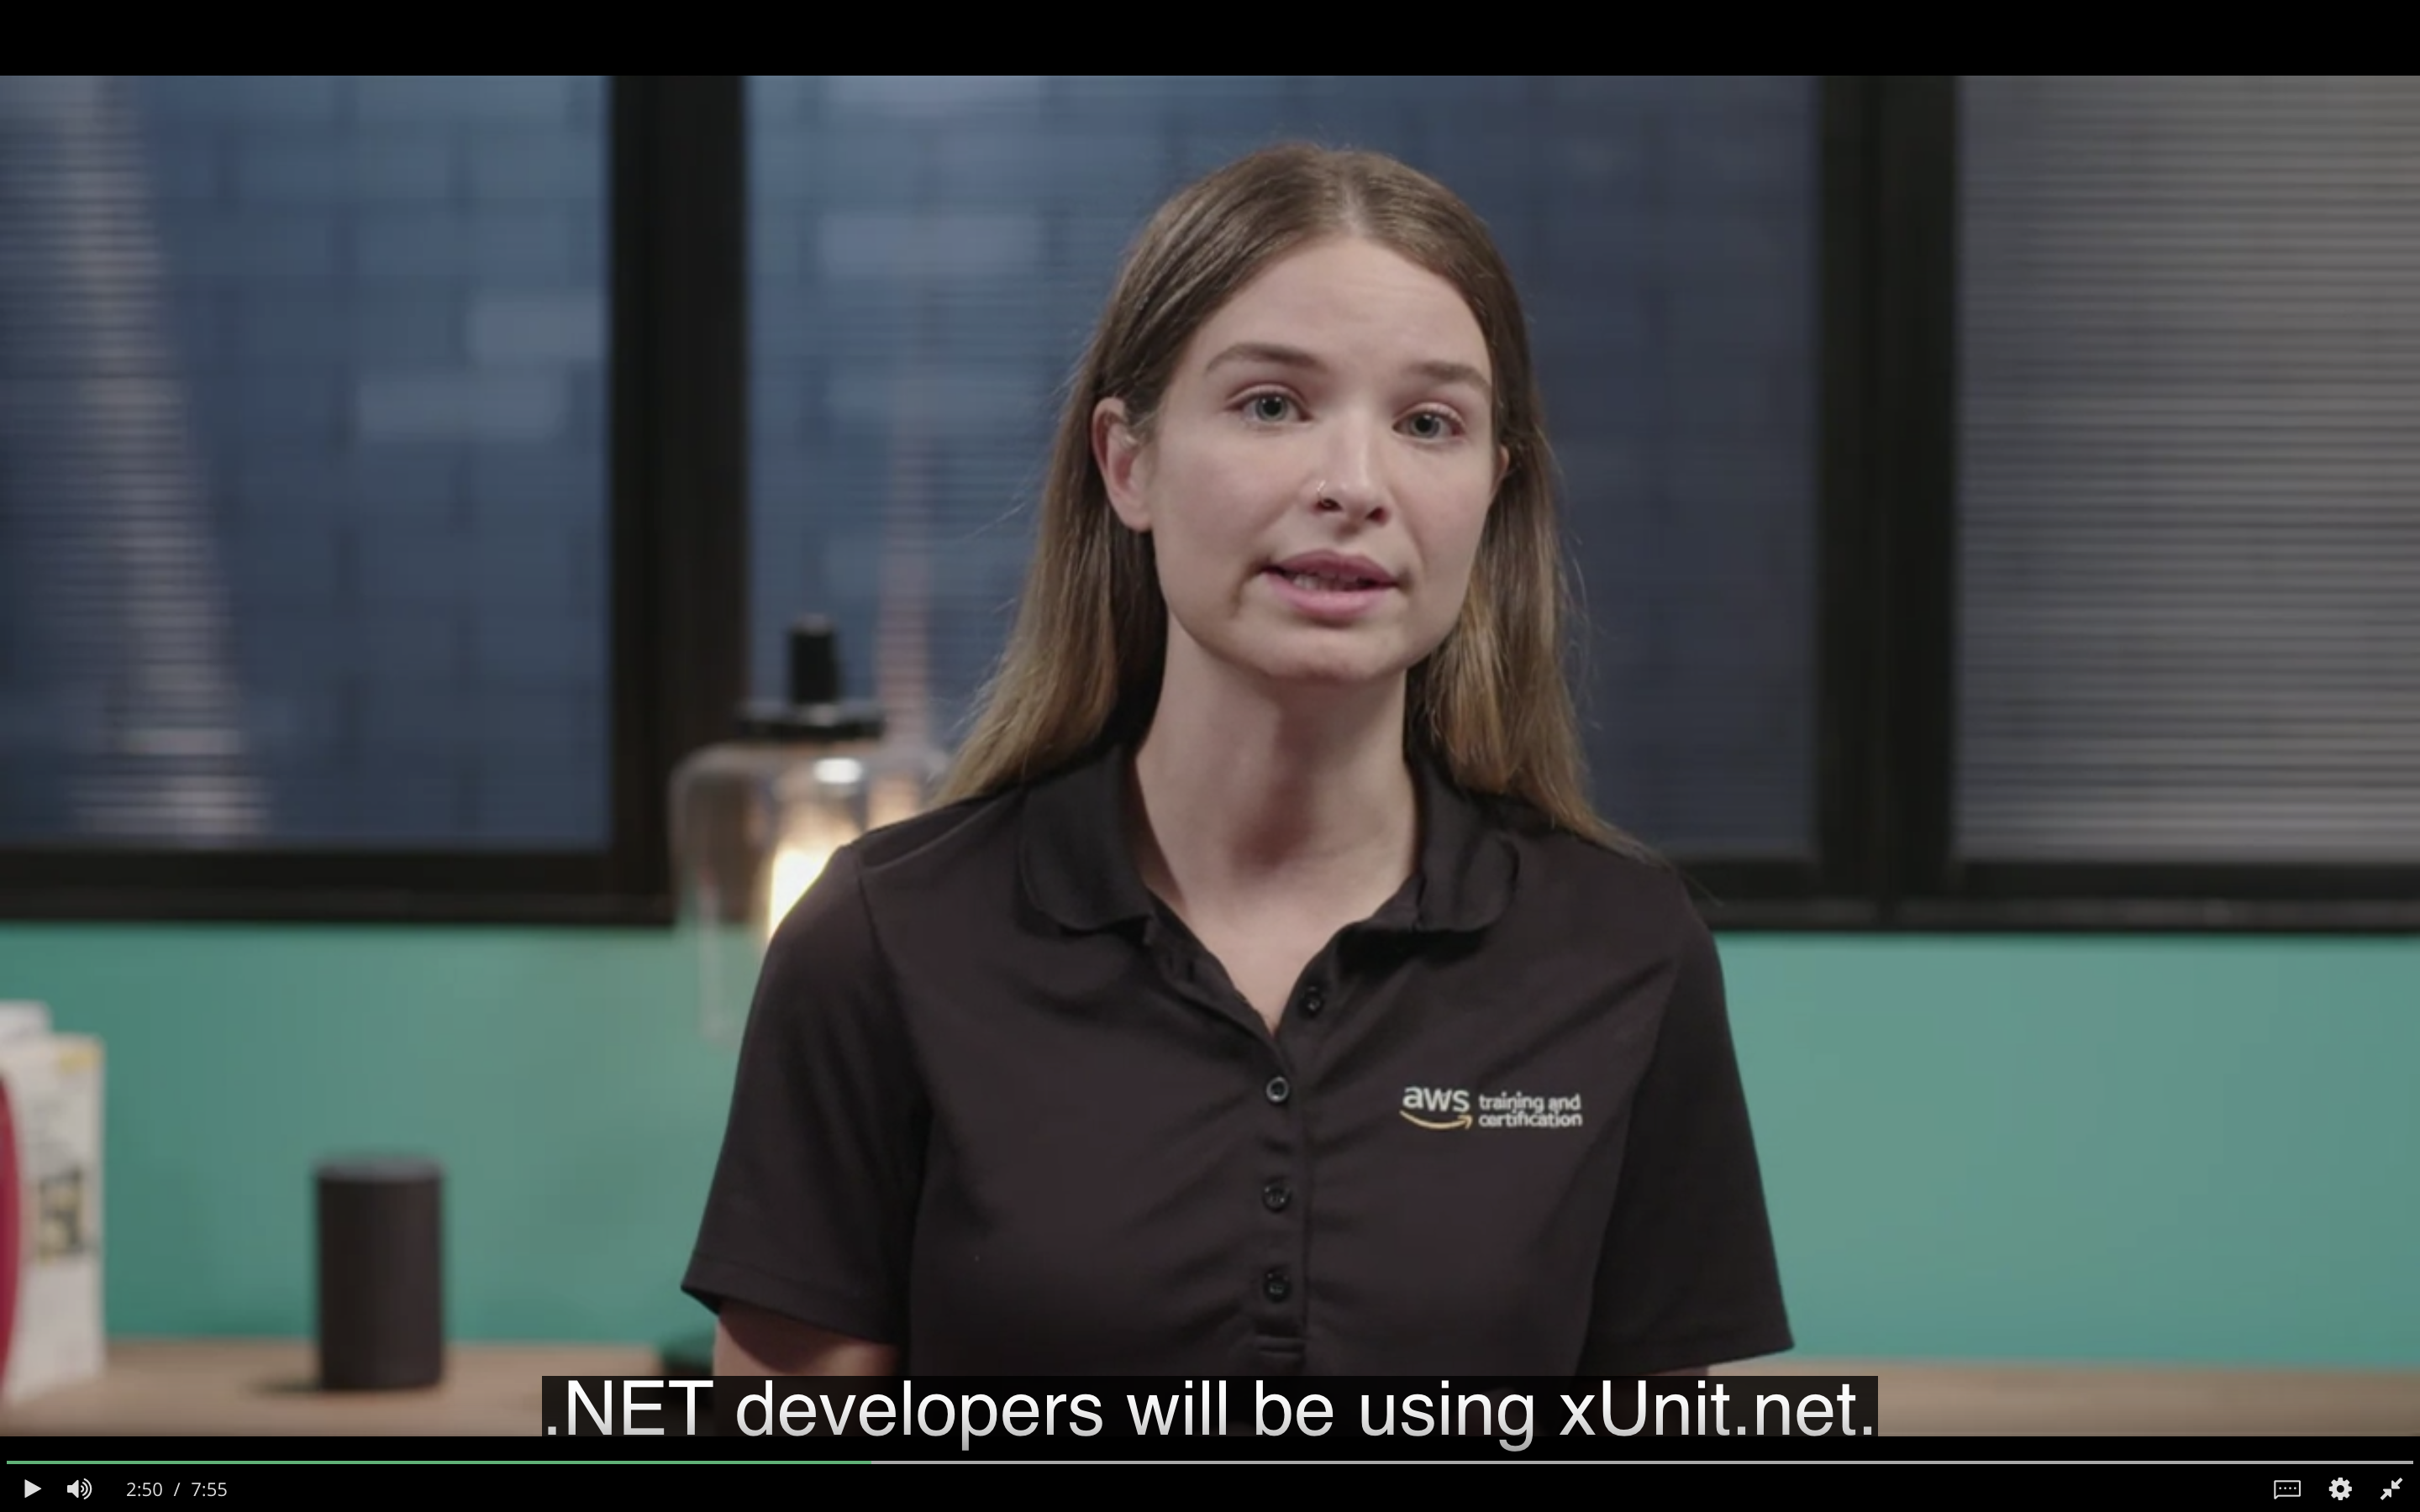 aws training and
certification
.NET developers will be using xUnit.net.
2:50 / 7:55